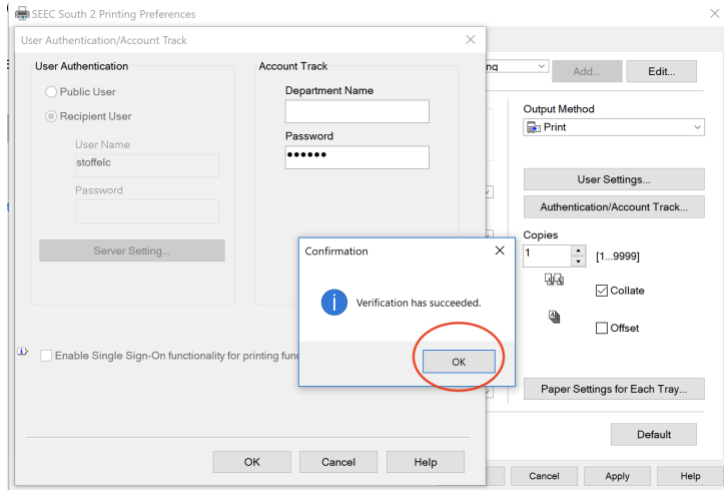 SEEC South 2 Printing Preferences
User Authentication/Account Track
User Authentication
Public User
Recipient User
User Name
stoffelc
Password
Server Setting...
Account Track
Department Name
Password
••••••
Enable Single Sign-On functionality for printing
Confirmation
Verification has succeeded.
OK
OK
Cancel
Help
Add...
Edit...
Output Method
Print
User Settings...
Authentication/Account Track...
Copies
1
[1...9999]
Collate
Offset
Paper Settings for Each Tray...
Default
Cancel
Apply
Help